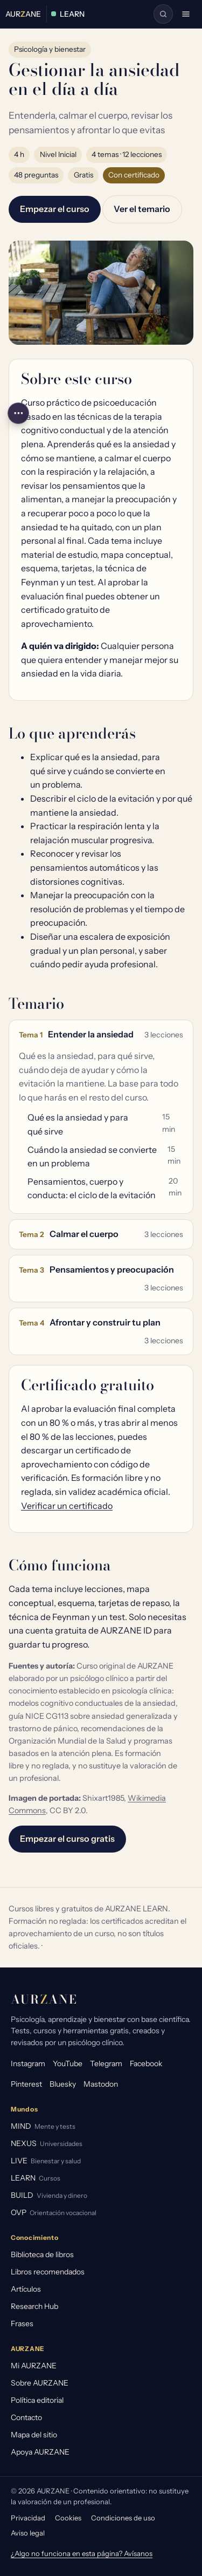 AURZANE LEARN
Psicología y bienestar
Gestionar la ansiedad
en el día a día
Entenderla, calmar el cuerpo, revisar los
pensamientos y afrontar lo que evitas
4 h Nivel Inicial 4 temas · 12 lecciones
48 preguntas Gratis Con certificado
Empezar el curso Ver el temario
Sobre este curso
Curso práctico de psicoeducación
basado en las técnicas de la terapia
cognitivo conductual y de la atención
plena. Aprenderás qué es la ansiedad y
cómo se mantiene, a calmar el cuerpo
con la respiración y la relajación, a
revisar los pensamientos que la
alimentan, a manejar la preocupación y
a recuperar poco a poco lo que la
ansiedad te ha quitado, con un plan
personal al final. Cada tema incluye
material de estudio, mapa conceptual,
esquema, tarjetas, la técnica de
Feynman y un test. Al aprobar la
evaluación final puedes obtener un
certificado gratuito de
aprovechamiento.
A quién va dirigido: Cualquier persona
que quiera entender y manejar mejor su
ansiedad en la vida diaria.
Lo que aprenderás
Explicar qué es la ansiedad, para
qué sirve y cuándo se convierte en
un problema.
Describir el ciclo de la evitación y por qué
mantiene la ansiedad.
Practicar la respiración lenta y la
relajación muscular progresiva.
Reconocer y revisar los
pensamientos automáticos y las
distorsiones cognitivas.
Manejar la preocupación con la
resolución de problemas y el tiempo de
preocupación.
Diseñar una escalera de exposición
gradual y un plan personal, y saber
cuándo pedir ayuda profesional.
Temario
Tema 1 Entender la ansiedad 3 lecciones
Qué es la ansiedad, para qué sirve,
cuándo deja de ayudar y cómo la
evitación la mantiene. La base para todo
lo que harás en el resto del curso.
Qué es la ansiedad y para qué sirve 15 min
Cuándo la ansiedad se convierte en un problema 15 min
Pensamientos, cuerpo y conducta: el ciclo de la evitación 20 min
Tema 2 Calmar el cuerpo 3 lecciones
Tema 3 Pensamientos y preocupación
3 lecciones
Tema 4 Afrontar y construir tu plan
3 lecciones
Certificado gratuito
Al aprobar la evaluación final completa
con un 80 % o más, y tras abrir al menos
el 80 % de las lecciones, puedes
descargar un certificado de
aprovechamiento con código de
verificación. Es formación libre y no
reglada, sin validez académica oficial.
Verificar un certificado
Cómo funciona
Cada tema incluye lecciones, mapa
conceptual, esquema, tarjetas de repaso, la
técnica de Feynman y un test. Solo necesitas
una cuenta gratuita de AURZANE ID para
guardar tu progreso.
Fuentes y autoría: Curso original de AURZANE
elaborado por un psicólogo clínico a partir del
conocimiento establecido en psicología clínica:
modelos cognitivo conductuales de la ansiedad,
guía NICE CG113 sobre ansiedad generalizada y
trastorno de pánico, recomendaciones de la
Organización Mundial de la Salud y programas
basados en la atención plena. Es formación
libre y no reglada, y no sustituye la valoración de
un profesional.
Imagen de portada: Shixart1985, Wikimedia
Commons, CC BY 2.0.
Empezar el curso gratis
Cursos libres y gratuitos de AURZANE LEARN.
Formación no reglada: los certificados acreditan el
aprovechamiento de un curso, no son títulos
oficiales. ·
AURZANE
Psicología, aprendizaje y bienestar con base científica.
Tests, cursos y herramientas gratis, creados y
revisados por un psicólogo clínico.
Instagram YouTube Telegram Facebook
Pinterest Bluesky Mastodon
Mundos
MIND Mente y tests
NEXUS Universidades
LIVE Bienestar y salud
LEARN Cursos
BUILD Vivienda y dinero
OVP Orientación vocacional
Conocimiento
Biblioteca de libros
Libros recomendados
Artículos
Research Hub
Frases
AURZANE
Mi AURZANE
Sobre AURZANE
Política editorial
Contacto
Mapa del sitio
Apoya AURZANE
© 2026 AURZANE · Contenido orientativo: no sustituye
la valoración de un profesional.
Privacidad Cookies Condiciones de uso
Aviso legal
¿Algo no funciona en esta página? Avísanos